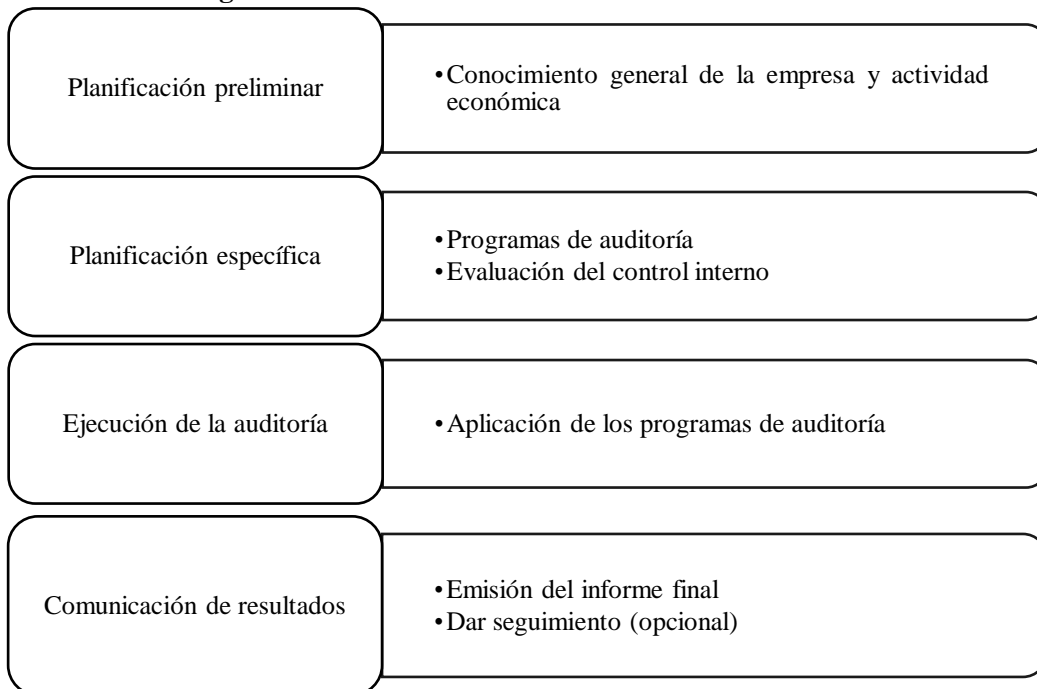 Planificación preliminar
•Conocimiento general de la empresa y actividad
económica
Planificación específica
•Programas de auditoría
•Evaluación del control interno
Ejecución de la auditoría
•Aplicación de los programas de auditoría
Comunicación de resultados
•Emisión del informe final
•Dar seguimiento (opcional)